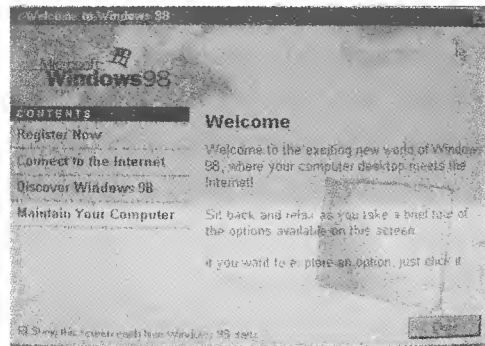 Welcome to Windows 98
Microsoft
Windows98
CONTENTS
Register Now
Connect to the Internet
Discover Windows 98
Maintain Your Computer
Welcome
Welcome to the exciting new world of Windows
98, where your computer desktop meets the
Internet!
Sit back and relax as you take a brief tour of
the options available on this screen.
If you want to explore an option, just click it.
Show this screen each time Windows 98 starts
Close